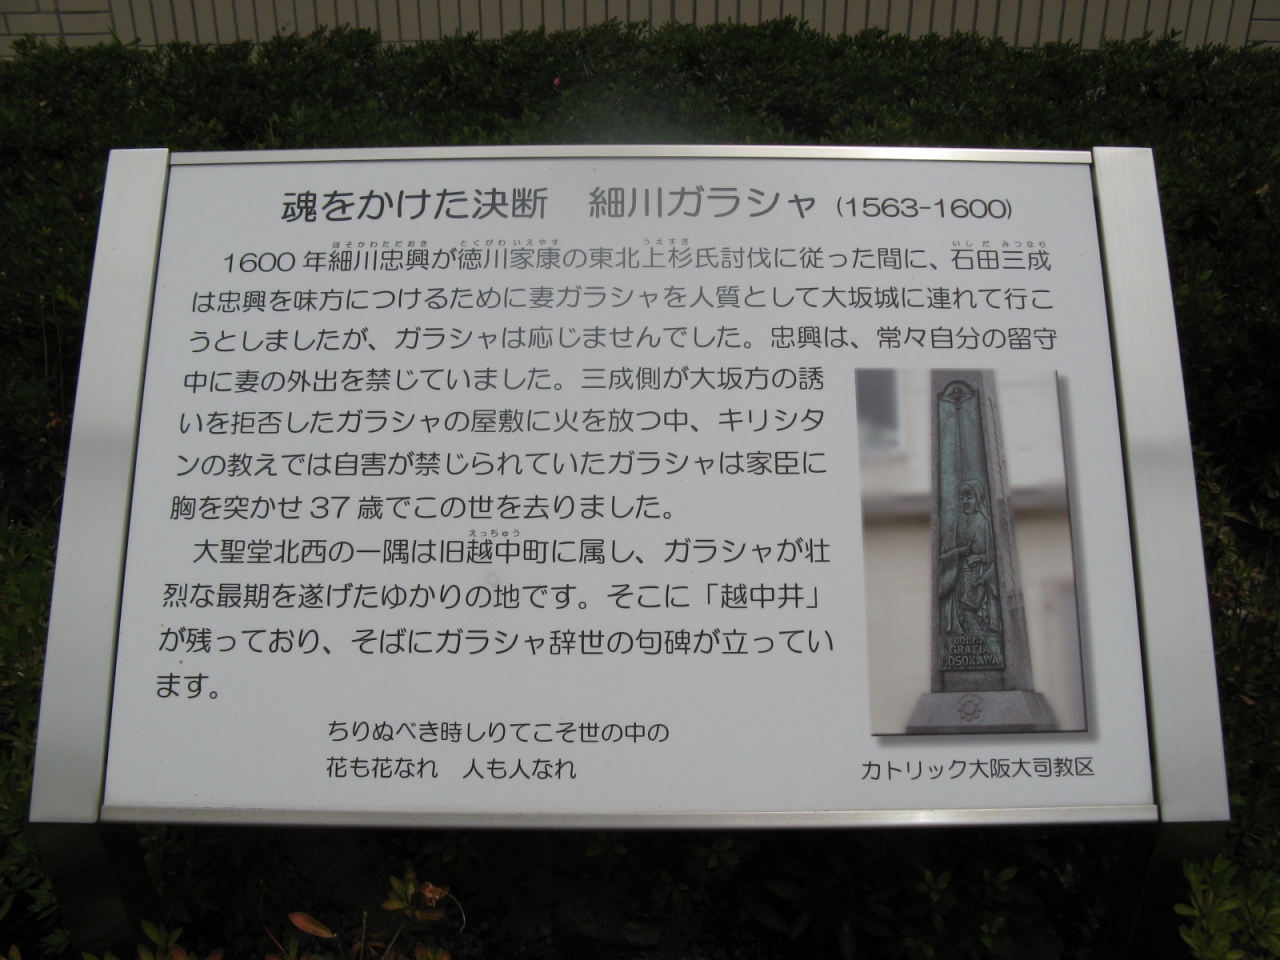 魂をかけた決断　細川ガラシャ (1563-1600)
1600年細川忠興が徳川家康の東北上杉氏討伐に従った間に、石田三成
は忠興を味方につけるために妻ガラシャを人質として大坂城に連れて行こ
うとしましたが、ガラシャは応じませんでした。忠興は、常々自分の留守
中に妻の外出を禁じていました。三成側が大坂方の誘
いを拒否したガラシャの屋敷に火を放つ中、キリシタ
ンの教えでは自害が禁じられていたガラシャは家臣に
胸を突かせ37歳でこの世を去りました。
大聖堂北西の一隅は旧越中町に属し、ガラシャが壮
烈な最期を遂げたゆかりの地です。そこに「越中井」
が残っており、そばにガラシャ辞世の句碑が立ってい
ます。
ちりぬべき時しりてこそ世の中の
花も花なれ　人も人なれ
DONNA
GRATIA
HOSOKAWA
カトリック大阪大司教区